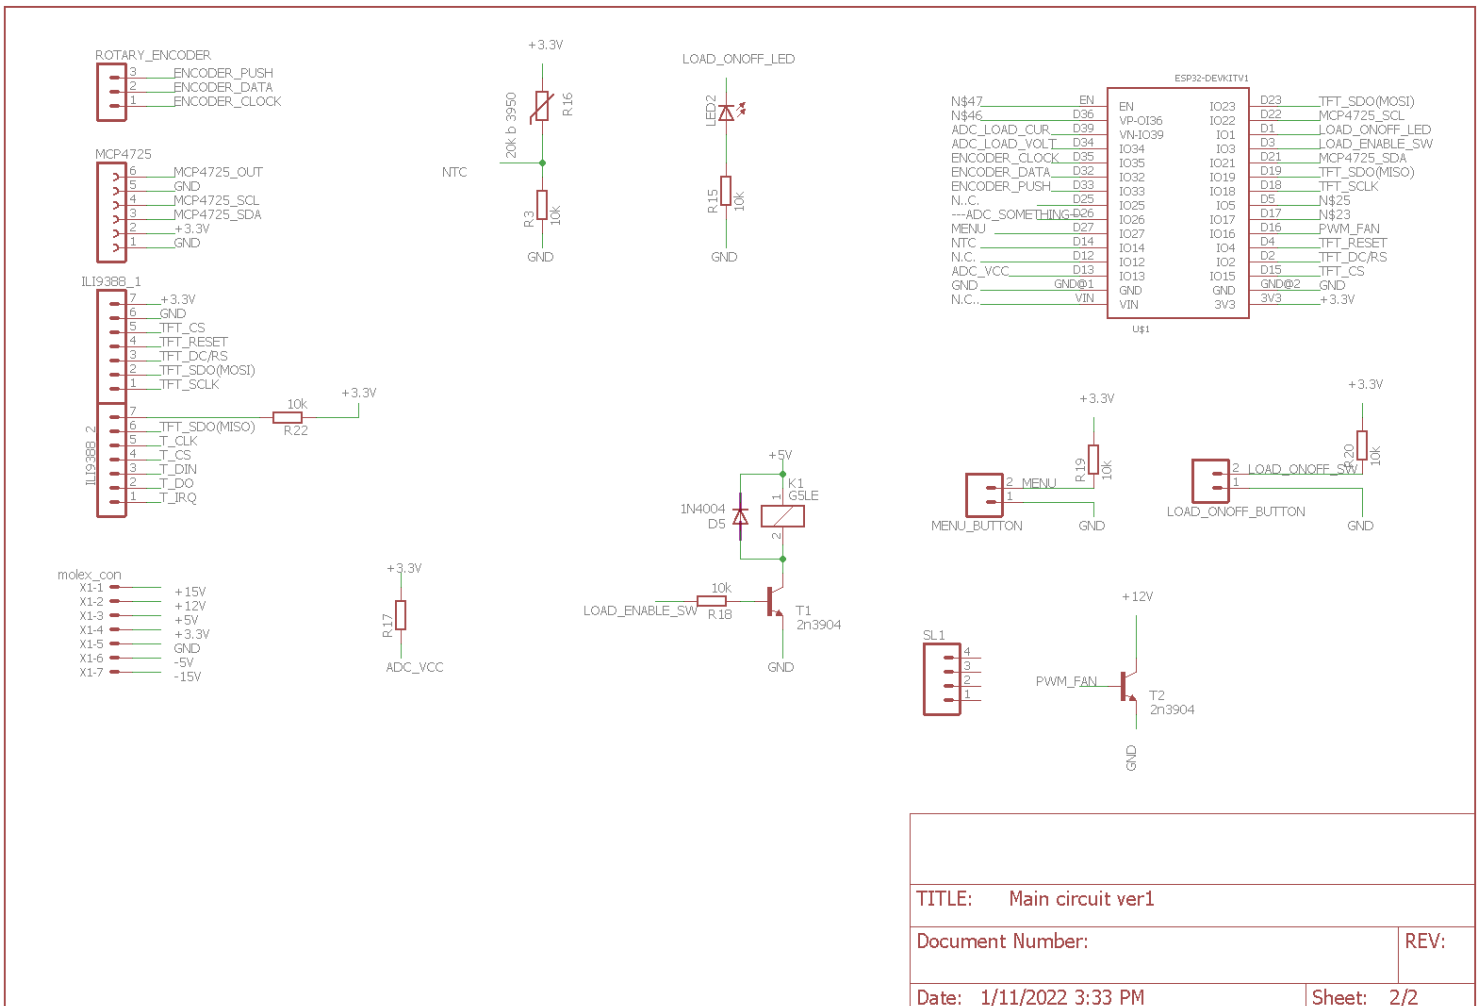 ROTARY_ENCODER
3 ENCODER_PUSH
2 ENCODER_DATA
1 ENCODER_CLOCK
MCP4725
6 MCP4725_OUT
5 GND
4 MCP4725_SCL
3 MCP4725_SDA
2 +3.3V
1 GND
ILI9388_1
7 +3.3V
6 GND
5 TFT_CS
4 TFT_RESET
3 TFT_DC/RS
2 TFT_SDO(MOSI)
1 TFT_SCLK
ILI9388_2
7
6 TFT_SDO(MISO)
5 T_CLK
4 T_CS
3 T_DIN
2 T_DO
1 T_IRQ
10k
R22
+3.3V
molex_con
X1-1 +15V
X1-2 +12V
X1-3 +5V
X1-4 +3.3V
X1-5 GND
X1-6 -5V
X1-7 -15V
+3.3V
R17
ADC_VCC
+3.3V
20k b 3950
R16
NTC
R3
10k
GND
LOAD_ONOFF_LED
LED2
R15
10k
GND
+5V
K1
G5LE
1
2
1N4004
D5
LOAD_ENABLE_SW
10k
R18
T1
2n3904
GND
ESP32-DEVKITV1
N$47 EN EN
N$46 D36 VP-OI36
ADC_LOAD_CUR D39 VN-IO39
ADC_LOAD_VOLT D34 IO34
ENCODER_CLOCK D35 IO35
ENCODER_DATA D32 IO32
ENCODER_PUSH D33 IO33
N..C. D25 IO25
---ADC_SOMETHING--- D26 IO26
MENU D27 IO27
NTC D14 IO14
N.C. D12 IO12
ADC_VCC D13 IO13
GND GND@1 GND
N.C.. VIN VIN
IO23 D23 TFT_SDO(MOSI)
IO22 D22 MCP4725_SCL
IO1 D1 LOAD_ONOFF_LED
IO3 D3 LOAD_ENABLE_SW
IO21 D21 MCP4725_SDA
IO19 D19 TFT_SDO(MISO)
IO18 D18 TFT_SCLK
IO5 D5 N$25
IO17 D17 N$23
IO16 D16 PWM_FAN
IO4 D4 TFT_RESET
IO2 D2 TFT_DC/RS
IO15 D15 TFT_CS
GND GND@2 GND
3V3 3V3 +3.3V
U$1
+3.3V
R19
10k
2 MENU
1
MENU_BUTTON
GND
+3.3V
R20
10k
2 LOAD_ONOFF_SW
1
LOAD_ONOFF_BUTTON
GND
SL1
4
3
2
1
+12V
PWM_FAN
T2
2n3904
GND
TITLE: Main circuit ver1
Document Number:
REV:
Date: 1/11/2022 3:33 PM
Sheet: 2/2